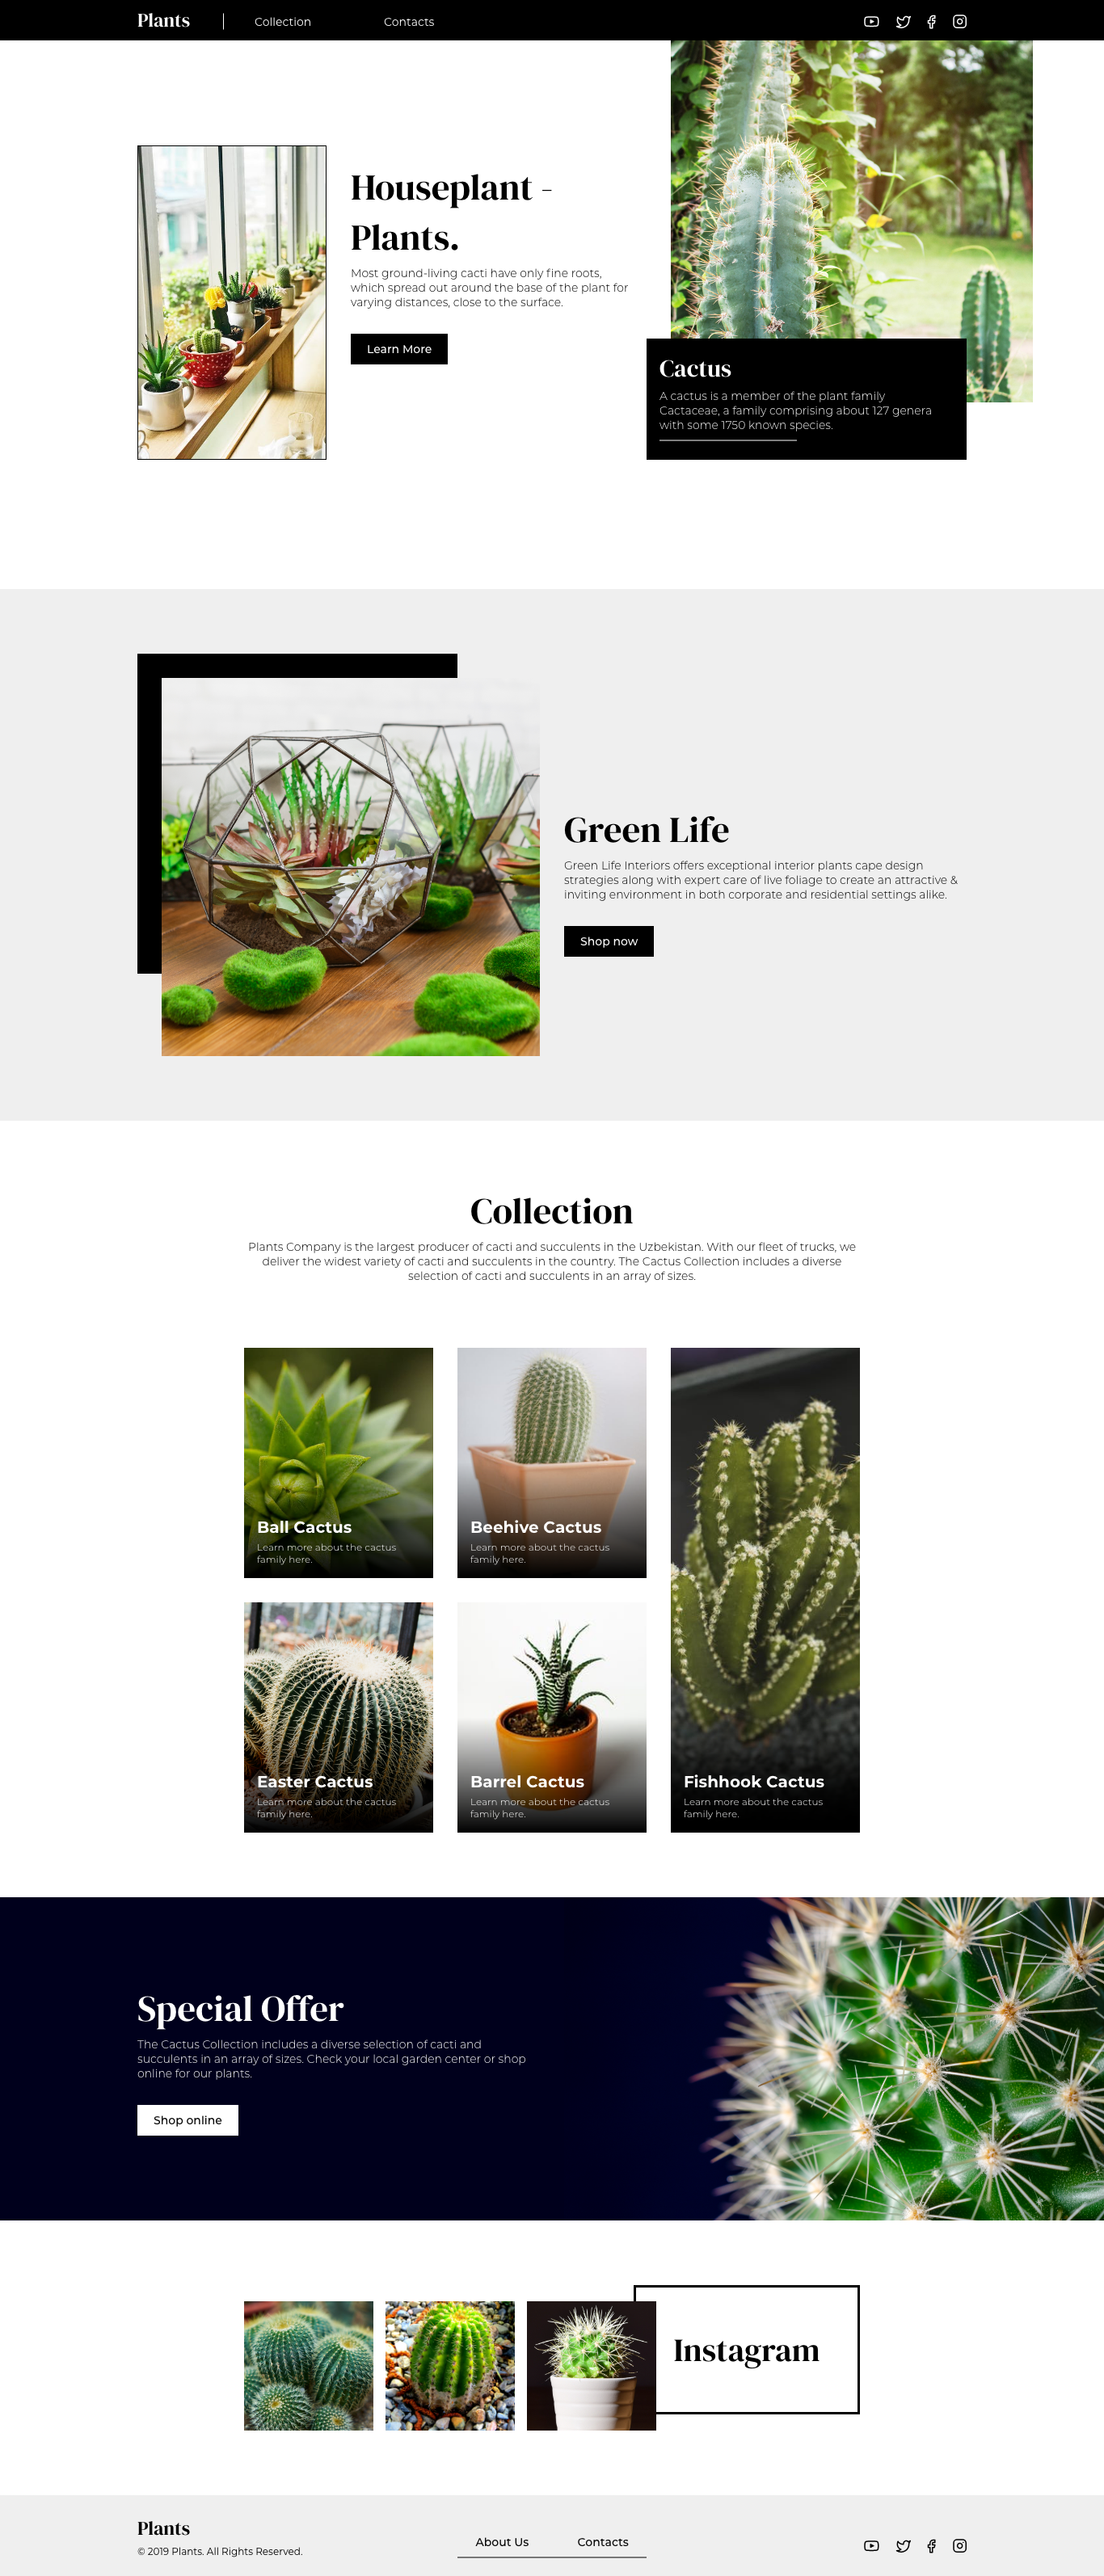 Plants
Collection
Contacts
Houseplant -
Plants.
Most ground-living cacti have only fine roots,
which spread out around the base of the plant for
varying distances, close to the surface.
Learn More
Cactus
A cactus is a member of the plant family
Cactaceae, a family comprising about 127 genera
with some 1750 known species.
Green Life
Green Life Interiors offers exceptional interior plants cape design
strategies along with expert care of live foliage to create an attractive &
inviting environment in both corporate and residential settings alike.
Shop now
Collection
Plants Company is the largest producer of cacti and succulents in the Uzbekistan. With our fleet of trucks, we
deliver the widest variety of cacti and succulents in the country. The Cactus Collection includes a diverse
selection of cacti and succulents in an array of sizes.
Ball Cactus
Learn more about the cactus
family here.
Beehive Cactus
Learn more about the cactus
family here.
Easter Cactus
Learn more about the cactus
family here.
Barrel Cactus
Learn more about the cactus
family here.
Fishhook Cactus
Learn more about the cactus
family here.
Special Offer
The Cactus Collection includes a diverse selection of cacti and
succulents in an array of sizes. Check your local garden center or shop
online for our plants.
Shop online
Instagram
Plants
© 2019 Plants. All Rights Reserved.
About Us
Contacts